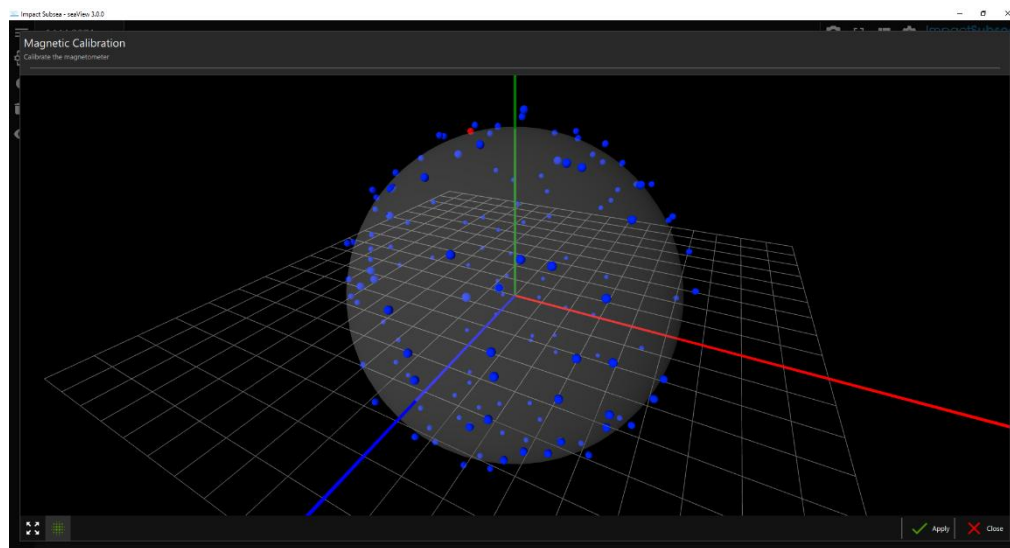 Impact Subsea - seaView 3.0.0
Magnetic Calibration
Calibrate the magnetometer
Apply
Close